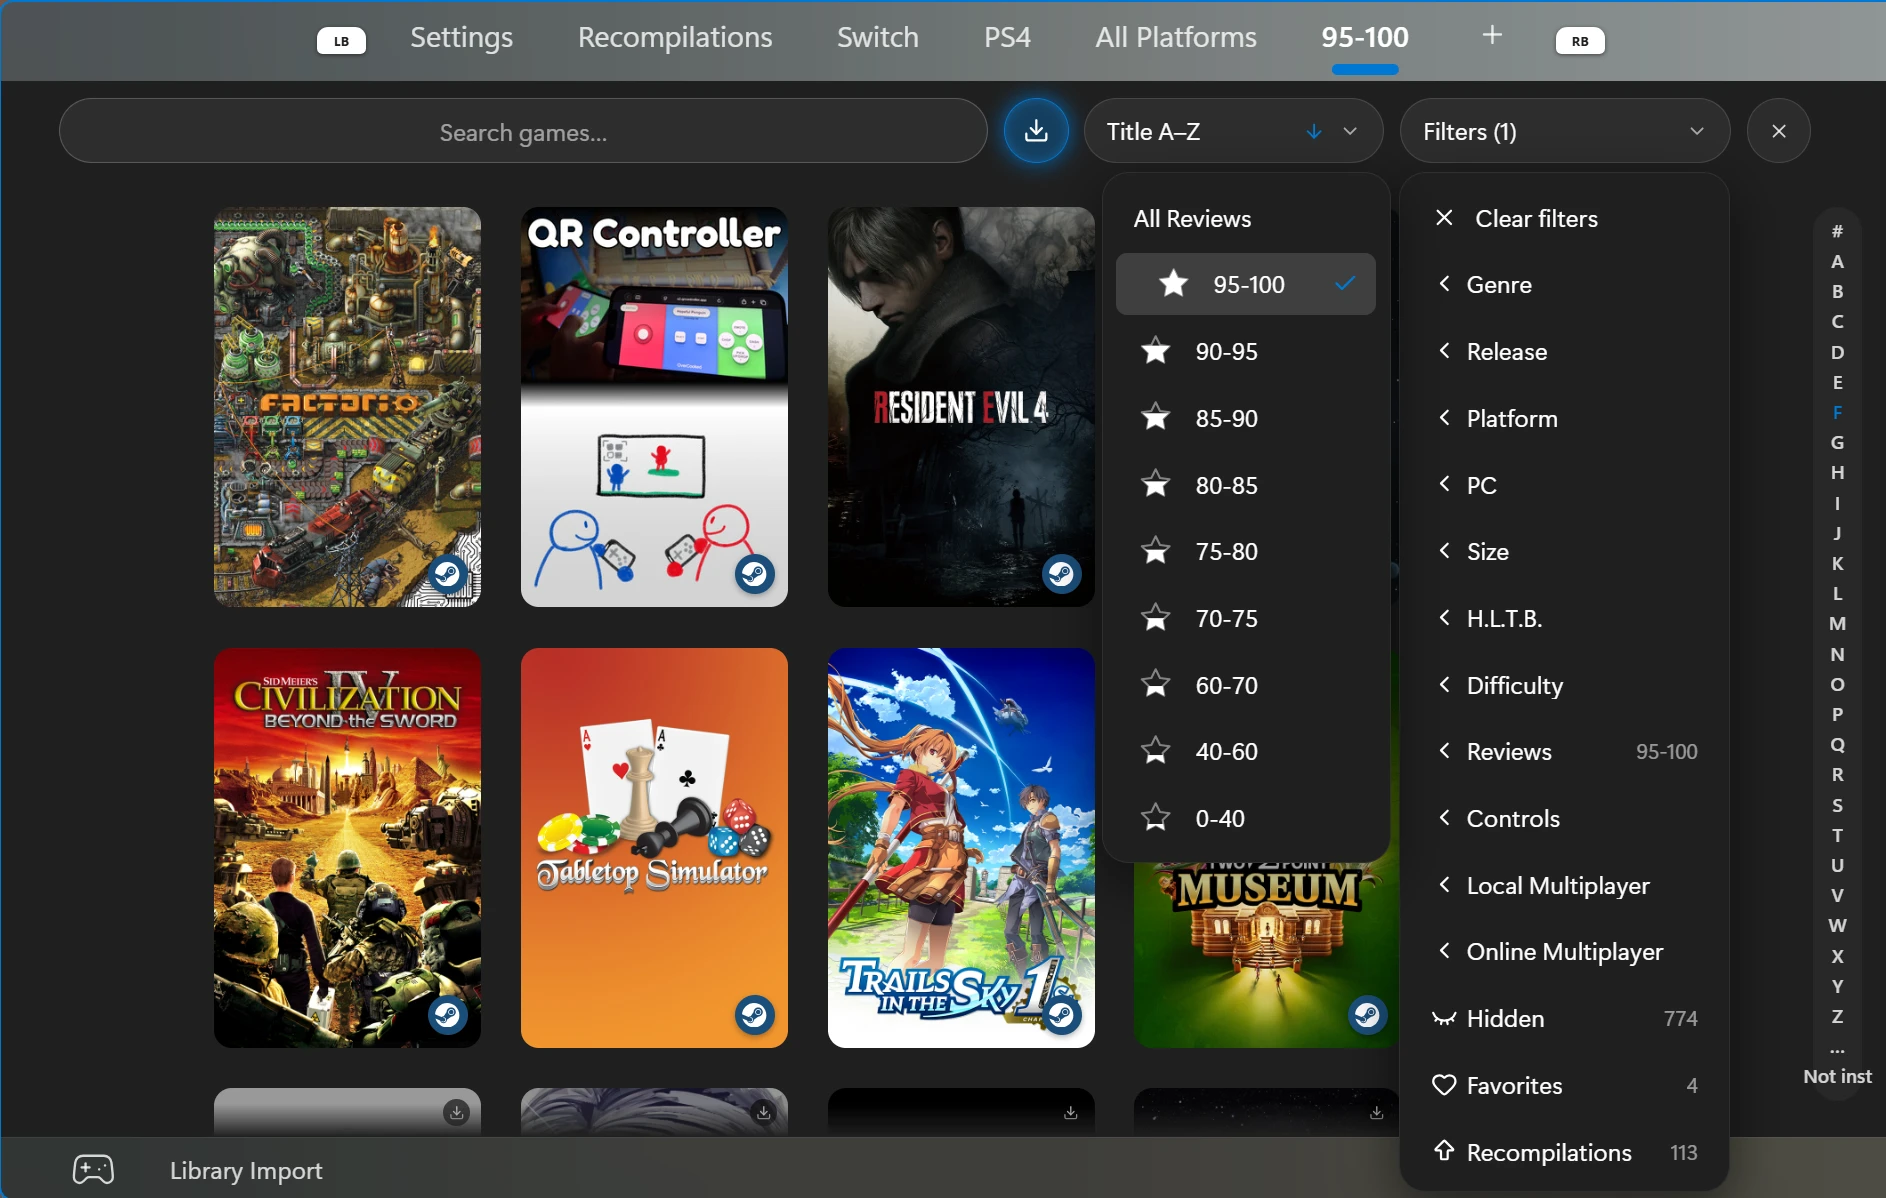 LB
Settings
Recompilations
Switch
PS4
All Platforms
95-100
+
RB
Search games...
Title A–Z
Filters (1)
All Reviews
95-100
90-95
85-90
80-85
75-80
70-75
60-70
40-60
0-40
Clear filters
Genre
Release
Platform
PC
Size
H.L.T.B.
Difficulty
Reviews 95-100
Controls
Local Multiplayer
Online Multiplayer
Hidden 774
Favorites 4
Recompilations 113
#
A
B
C
D
E
F
G
H
I
J
K
L
M
N
O
P
Q
R
S
T
U
V
W
X
Y
Z
...
Not inst
FACTORIO
QR Controller
RESIDENT EVIL 4
SID MEIER'S
CIVILIZATION IV
BEYOND the SWORD
A
A
Tabletop Simulator
TRAILS
IN THE SKY 1st
TWO POINT
MUSEUM
Library Import